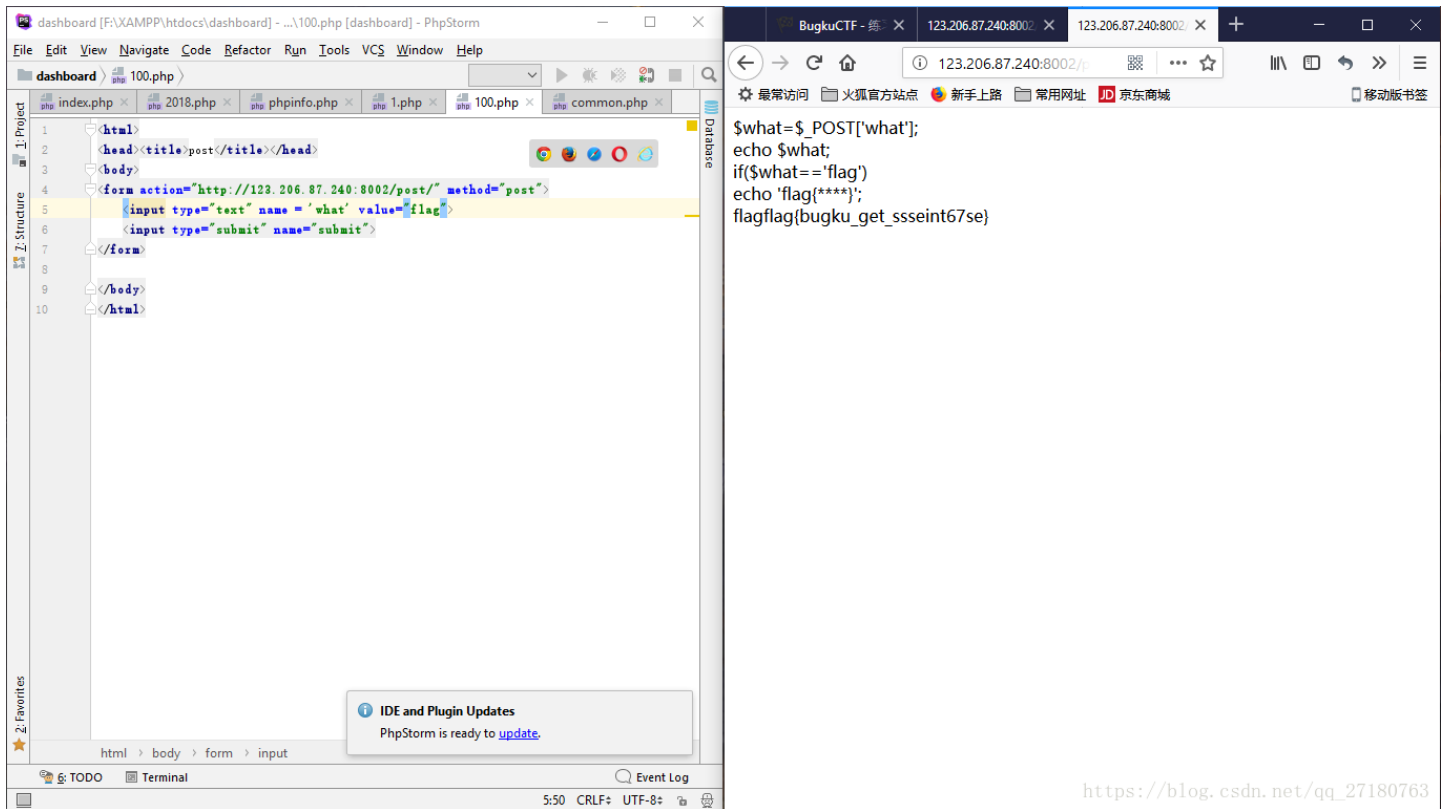 dashboard [F:\XAMPP\htdocs\dashboard] - ...\100.php [dashboard] - PhpStorm
File Edit View Navigate Code Refactor Run Tools VCS Window Help
dashboard 100.php
index.php 2018.php phpinfo.php 1.php 100.php common.php
1: Project
7: Structure
2: Favorites
Database
1 <html>
2 <head><title>post</title></head>
3 <body>
4 <form action="http://123.206.87.240:8002/post/" method="post">
5 <input type="text" name = 'what' value="flag">
6 <input type="submit" name="submit">
7 </form>
8
9 </body>
10 </html>
IDE and Plugin Updates
PhpStorm is ready to update.
html > body > form > input
6: TODO Terminal Event Log
5:50 CRLF UTF-8
BugkuCTF - 练 123.206.87.240:8002 123.206.87.240:8002/
123.206.87.240:8002/p
最常访问 火狐官方站点 新手上路 常用网址 JD 京东商城 移动版书签
$what=$_POST['what'];
echo $what;
if($what=='flag')
echo 'flag{****}';
flagflag{bugku_get_ssseint67se}
https://blog.csdn.net/qq_27180763